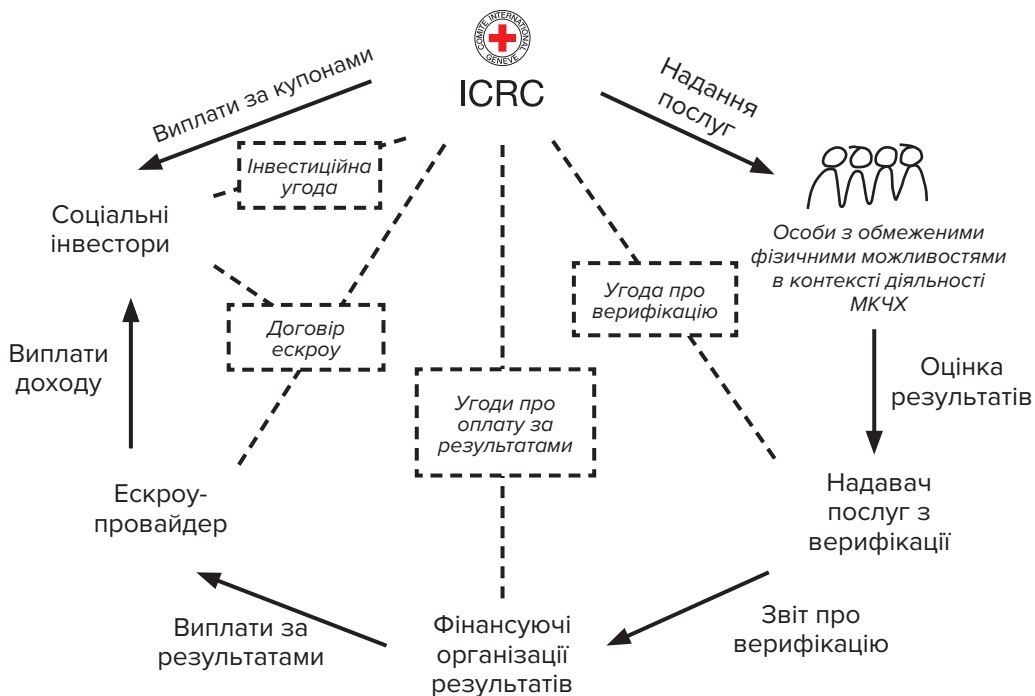 COMITE INTERNATIONAL
GENEVE
ICRC
Виплати за купонами
Надання
послуг
Інвестиційна
угода
Соціальні
інвестори
Особи з обмеженими
фізичними можливостями
в контексті діяльності
МКЧХ
Угода про
верифікацію
Договір
ескроу
Виплати
доходу
Оцінка
результатів
Угоди про
оплату за
результатами
Ескроу-
провайдер
Надавач
послуг з
верифікації
Виплати за
результатами
Фінансуючі
організації
результатів
Звіт про
верифікацію